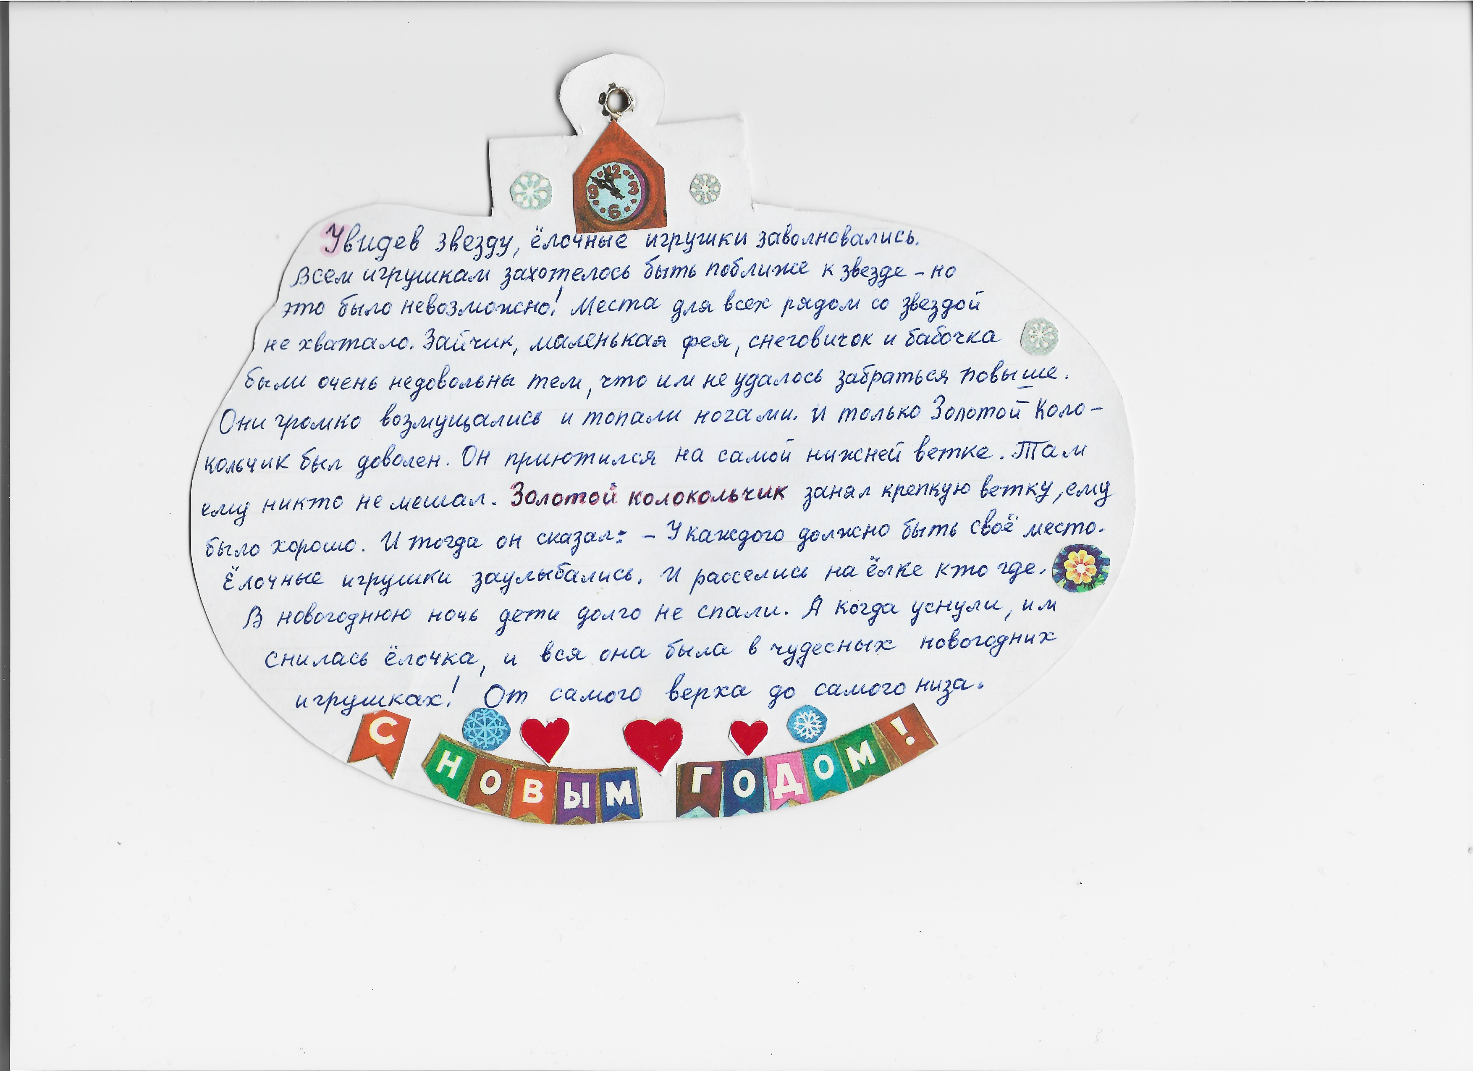 12
9 3
6
Увидев звезду, ёлочные игрушки заволновались.
Всем игрушкам захотелось быть поближе к звезде – но
это было невозможно! Места для всех рядом со звездой
не хватало. Зайчик, маленькая фея, снеговичок и бабочка
были очень недовольны тем, что им не удалось забраться повыше.
Они громко возмущались и топали ногами. И только Золотой Коло-
кольчик был доволен. Он приютился на самой нижней ветке. Там
ему никто не мешал. Золотой колокольчик занял крепкую ветку, ему
было хорошо. И тогда он сказал: – У каждого должно быть своё место.
Ёлочные игрушки заулыбались. И расселись на ёлке кто где.
В новогоднюю ночь дети долго не спали. А когда уснули, им
снилась ёлочка, и вся она была в чудесных новогодних
игрушках! От самого верха до самого низа.
С НОВЫМ ГОДОМ!